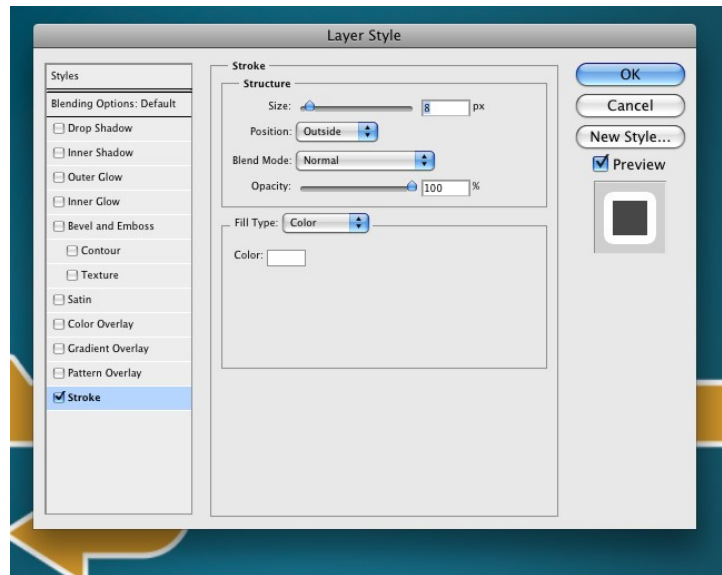 Layer Style
Styles
Blending Options: Default
Drop Shadow
Inner Shadow
Outer Glow
Inner Glow
Bevel and Emboss
Contour
Texture
Satin
Color Overlay
Gradient Overlay
Pattern Overlay
Stroke
Stroke
Structure
Size: 8 px
Position: Outside
Blend Mode: Normal
Opacity: 100 %
Fill Type: Color
Color:
OK
Cancel
New Style...
Preview